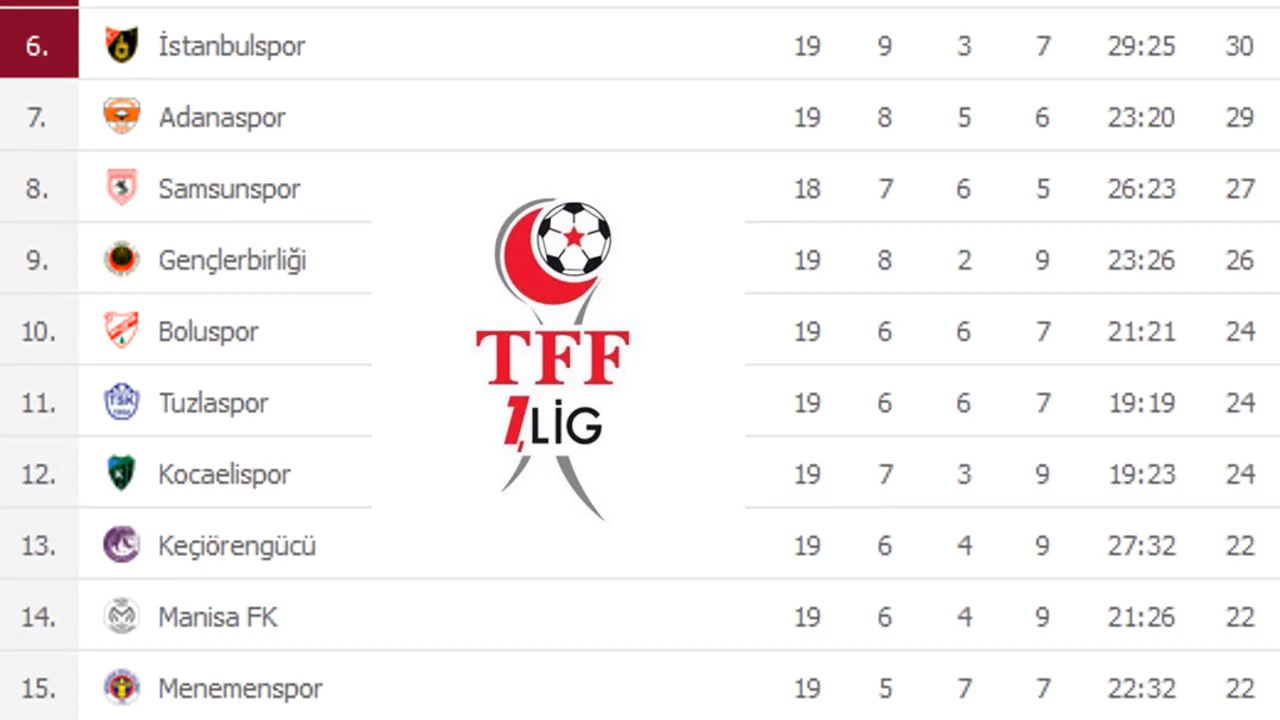 6. İstanbulspor 19 9 3 7 29:25 30
7. Adanaspor 19 8 5 6 23:20 29
8. Samsunspor 18 7 6 5 26:23 27
9. Gençlerbirliği 19 8 2 9 23:26 26
10. Boluspor 19 6 6 7 21:21 24
11. Tuzlaspor 19 6 6 7 19:19 24
12. Kocaelispor 19 7 3 9 19:23 24
13. Keçiörengücü 19 6 4 9 27:32 22
14. Manisa FK 19 6 4 9 21:26 22
15. Menemenspor 19 5 7 7 22:32 22
TFF
1.LİG